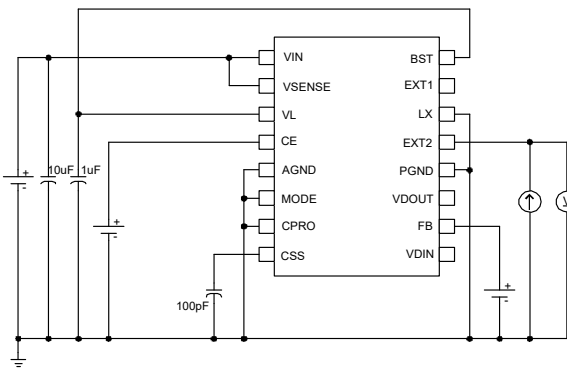 VIN BST
VSENSE EXT1
VL LX
CE EXT2
10uF 1uF AGND PGND
MODE VDOUT
CPRO FB
CSS VDIN
100pF
+
-
+
-
+
-
V